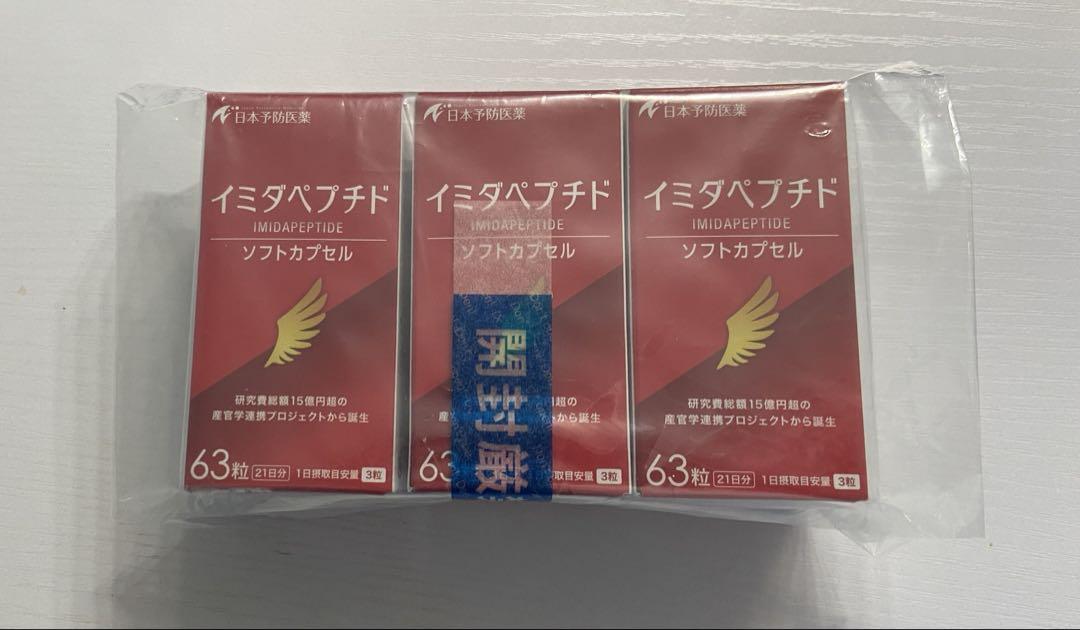 日本予防医薬
イミダペプチド
IMIDAPEPTIDE
ソフトカプセル
研究費総額15億円超の
産官学連携プロジェクトから誕生
63粒 21日分 1日摂取目安量 3粒
日本予防医薬
イミダペプチド
IMIDAPEPTIDE
ソフトカプセル
開封厳
超の
から誕生
63
取目安量 3粒
日本予防医薬
イミダペプチド
IMIDAPEPTIDE
ソフトカプセル
研究費総額15億円超の
産官学連携プロジェクトから誕生
63粒 21日分 1日摂取目安量 3粒